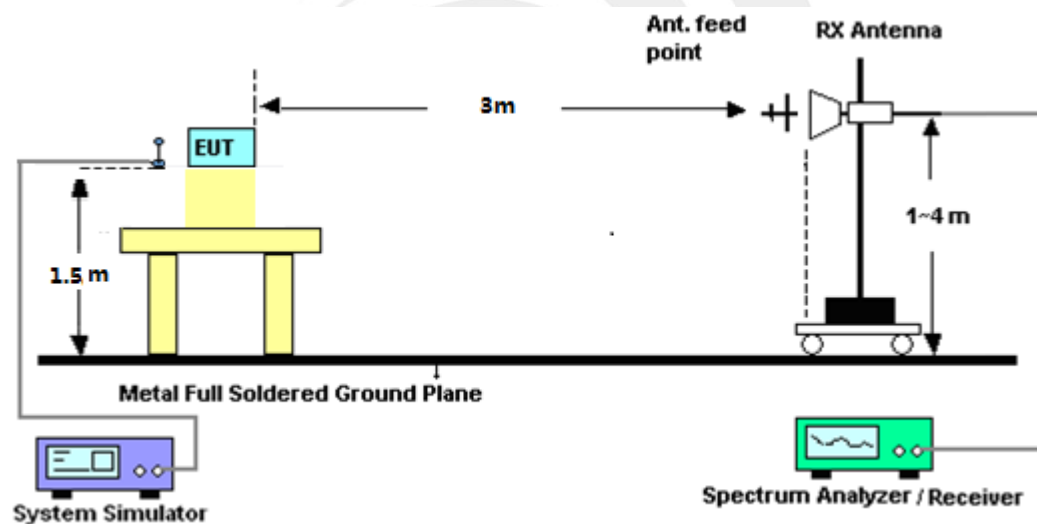 Ant. feed
point
RX Antenna
3m
EUT
1~4 m
1.5 m
Metal Full Soldered Ground Plane
System Simulator
Spectrum Analyzer / Receiver